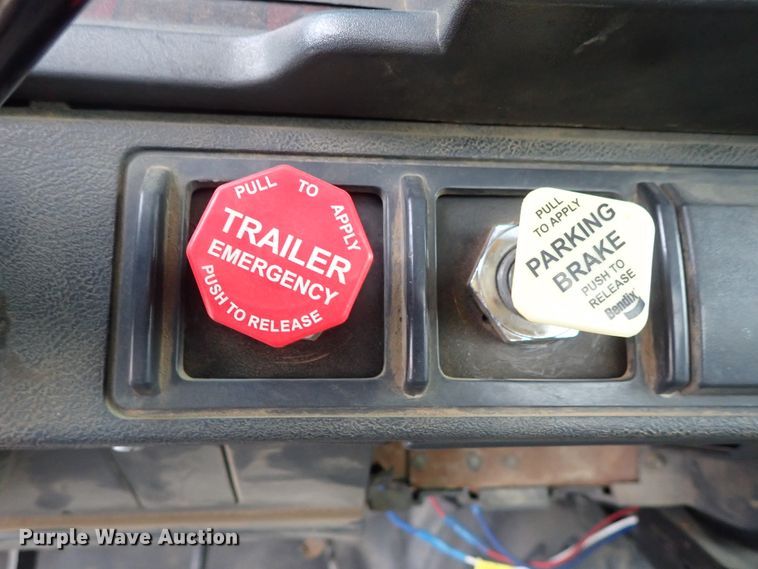 PULL TO APPLY
TRAILER
EMERGENCY
PUSH TO RELEASE
PULL
TO APPLY
PARKING
BRAKE
PUSH TO
RELEASE
Bendix
Purple Wave Auction